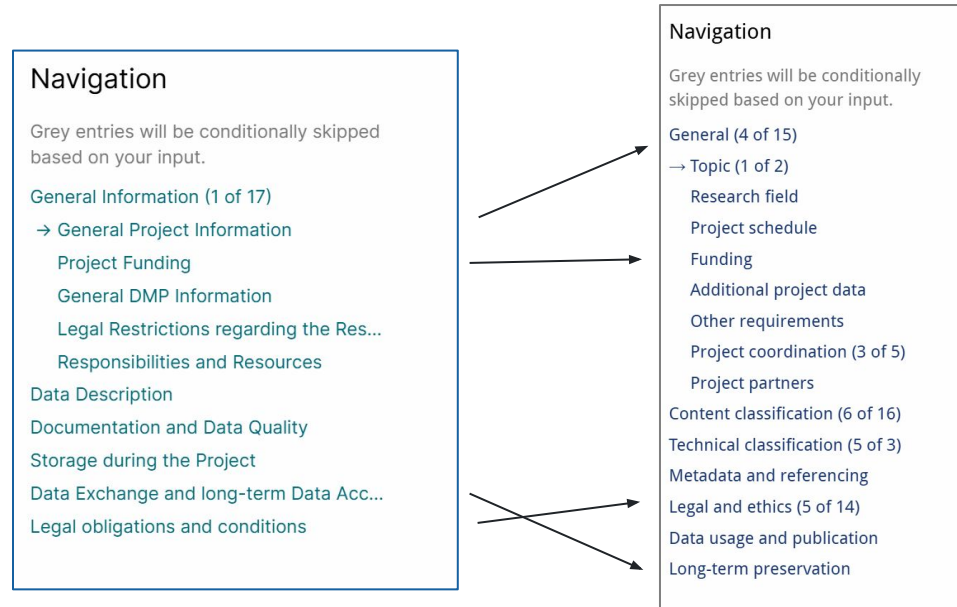 Navigation
Grey entries will be conditionally skipped
based on your input.
General Information (1 of 17)
→ General Project Information
Project Funding
General DMP Information
Legal Restrictions regarding the Res...
Responsibilities and Resources
Data Description
Documentation and Data Quality
Storage during the Project
Data Exchange and long-term Data Acc...
Legal obligations and conditions
Navigation
Grey entries will be conditionally
skipped based on your input.
General (4 of 15)
→ Topic (1 of 2)
Research field
Project schedule
Funding
Additional project data
Other requirements
Project coordination (3 of 5)
Project partners
Content classification (6 of 16)
Technical classification (5 of 3)
Metadata and referencing
Legal and ethics (5 of 14)
Data usage and publication
Long-term preservation